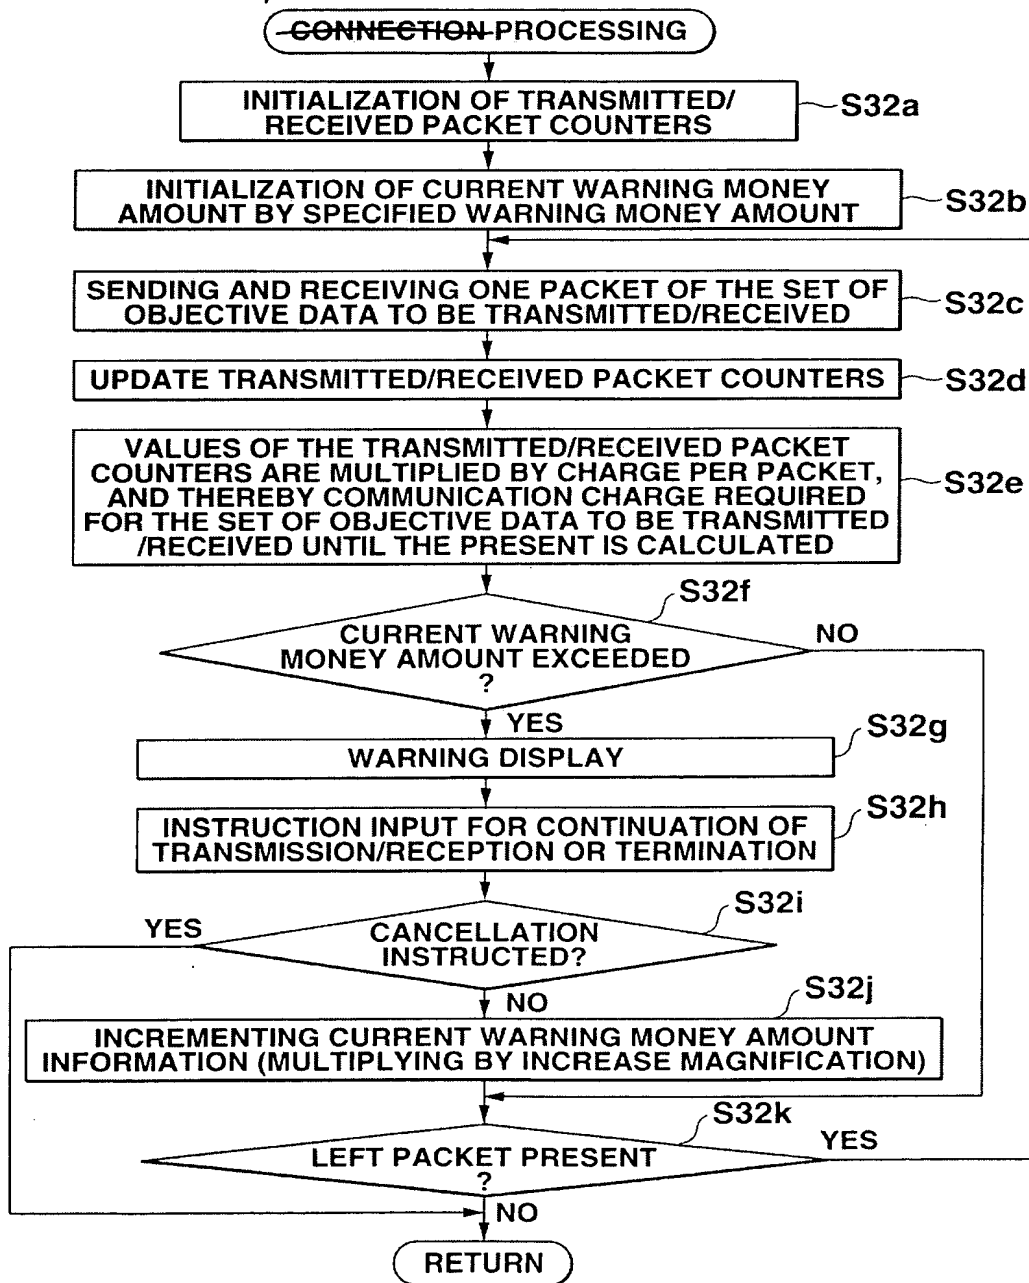 CONNECTION PROCESSING
INITIALIZATION OF TRANSMITTED/
RECEIVED PACKET COUNTERS
S32a
INITIALIZATION OF CURRENT WARNING MONEY
AMOUNT BY SPECIFIED WARNING MONEY AMOUNT
S32b
SENDING AND RECEIVING ONE PACKET OF THE SET OF
OBJECTIVE DATA TO BE TRANSMITTED/RECEIVED
S32c
UPDATE TRANSMITTED/RECEIVED PACKET COUNTERS
S32d
VALUES OF THE TRANSMITTED/RECEIVED PACKET
COUNTERS ARE MULTIPLIED BY CHARGE PER PACKET,
AND THEREBY COMMUNICATION CHARGE REQUIRED
FOR THE SET OF OBJECTIVE DATA TO BE TRANSMITTED
/RECEIVED UNTIL THE PRESENT IS CALCULATED
S32e
S32f
CURRENT WARNING
MONEY AMOUNT EXCEEDED
?
NO
YES
S32g
WARNING DISPLAY
S32h
INSTRUCTION INPUT FOR CONTINUATION OF
TRANSMISSION/RECEPTION OR TERMINATION
S32i
YES
CANCELLATION
INSTRUCTED?
NO
S32j
INCREMENTING CURRENT WARNING MONEY AMOUNT
INFORMATION (MULTIPLYING BY INCREASE MAGNIFICATION)
S32k
LEFT PACKET PRESENT
?
YES
NO
RETURN